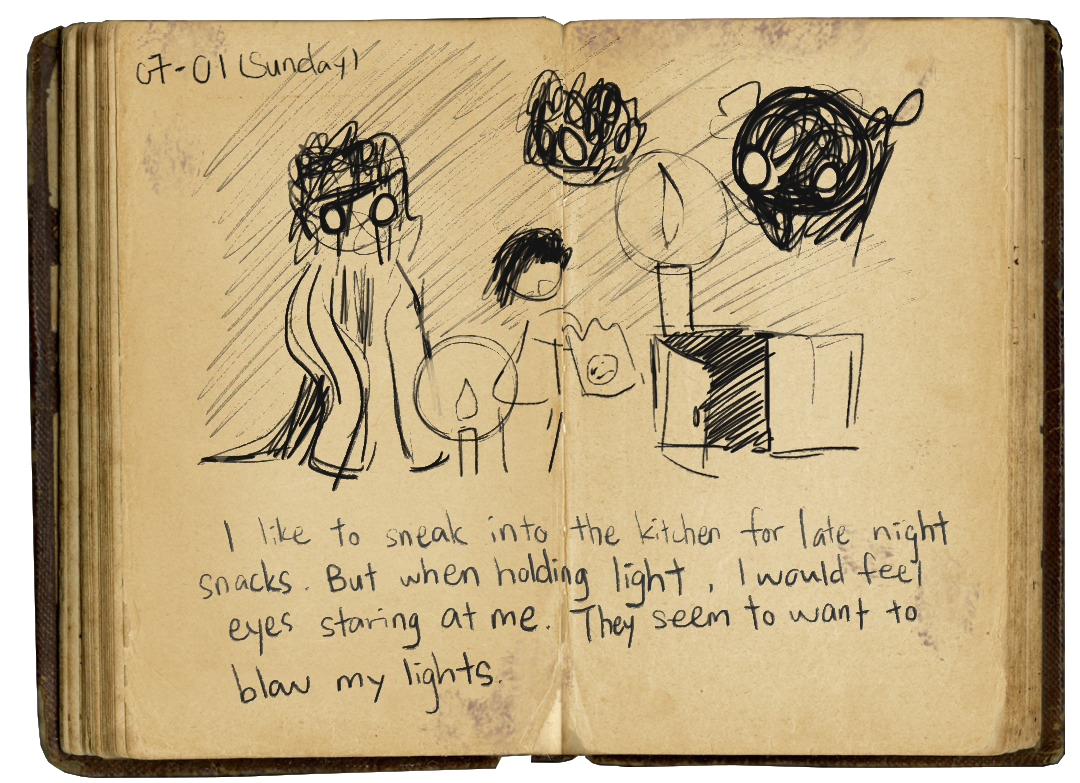 07-01 (Sunday)
I like to sneak into the kitchen for late night
snacks. But when holding light, I would feel
eyes staring at me. They seem to want to
blow my lights.